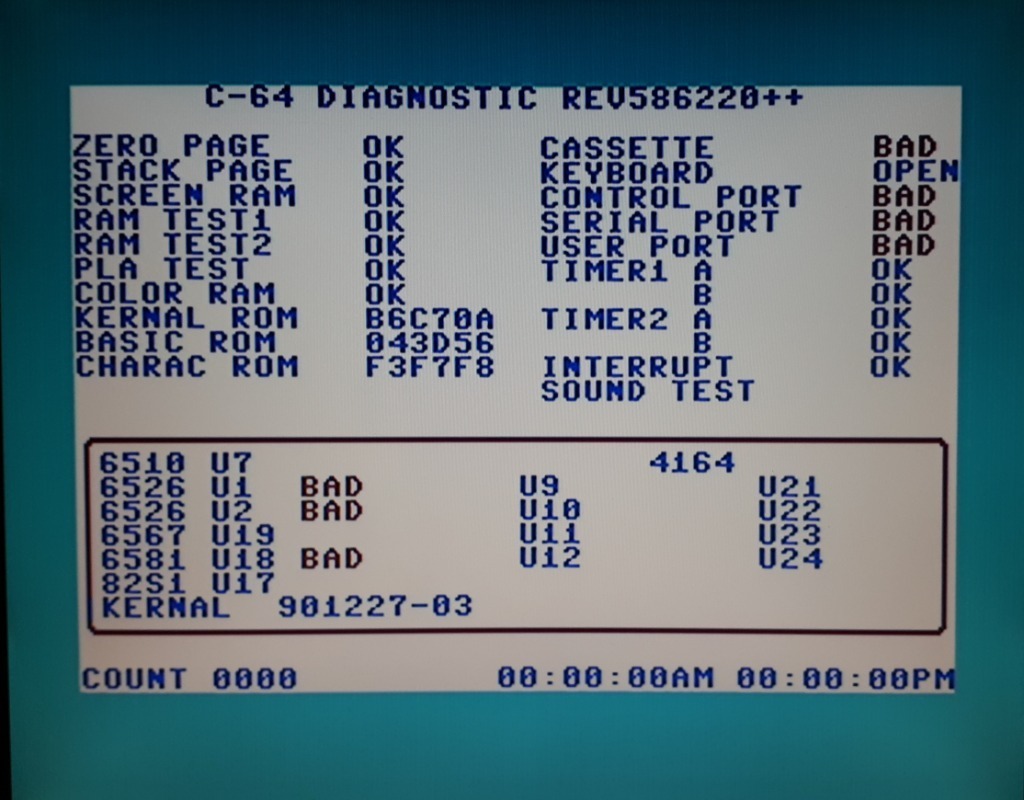 C-64 DIAGNOSTIC REV586220++
ZERO PAGE OK CASSETTE BAD
STACK PAGE OK KEYBOARD OPEN
SCREEN RAM OK CONTROL PORT BAD
RAM TEST1 OK SERIAL PORT BAD
RAM TEST2 OK USER PORT BAD
PLA TEST OK TIMER1 A OK
COLOR RAM OK B OK
KERNAL ROM B6C70A TIMER2 A OK
BASIC ROM 043D56 B OK
CHARAC ROM F3F7F8 INTERRUPT OK
SOUND TEST
6510 U7 4164
6526 U1 BAD U9 U21
6526 U2 BAD U10 U22
6567 U19 U11 U23
6581 U18 BAD U12 U24
82S1 U17
KERNAL 901227-03
COUNT 0000 00:00:00AM 00:00:00PM